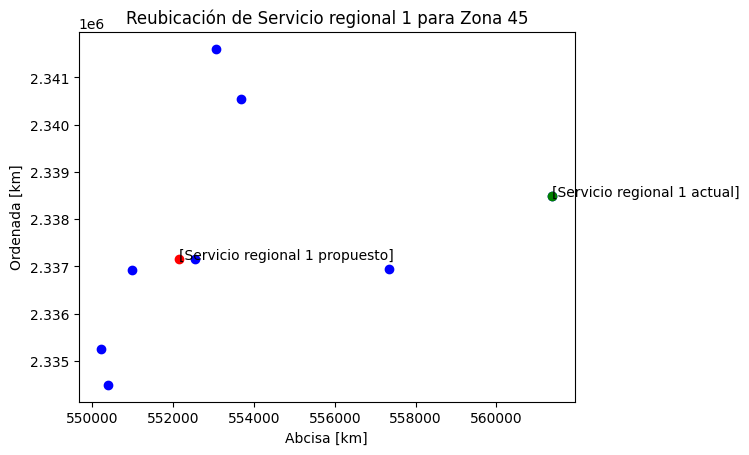 Reubicación de Servicio regional 1 para Zona 45
1e6
2.341
2.340
2.339
2.338
2.337
2.336
2.335
Ordenada [km]
[Servicio regional 1 actual]
[Servicio regional 1 propuesto]
550000 552000 554000 556000 558000 560000
Abcisa [km]